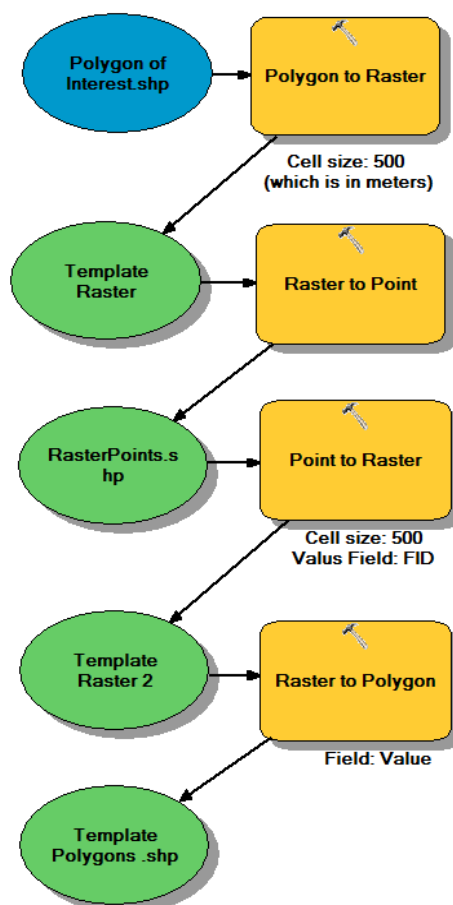 Polygon of
Interest.shp
Polygon to Raster
Cell size: 500
(which is in meters)
Template
Raster
Raster to Point
RasterPoints.s
hp
Point to Raster
Cell size: 500
Valus Field: FID
Template
Raster 2
Raster to Polygon
Field: Value
Template
Polygons .shp